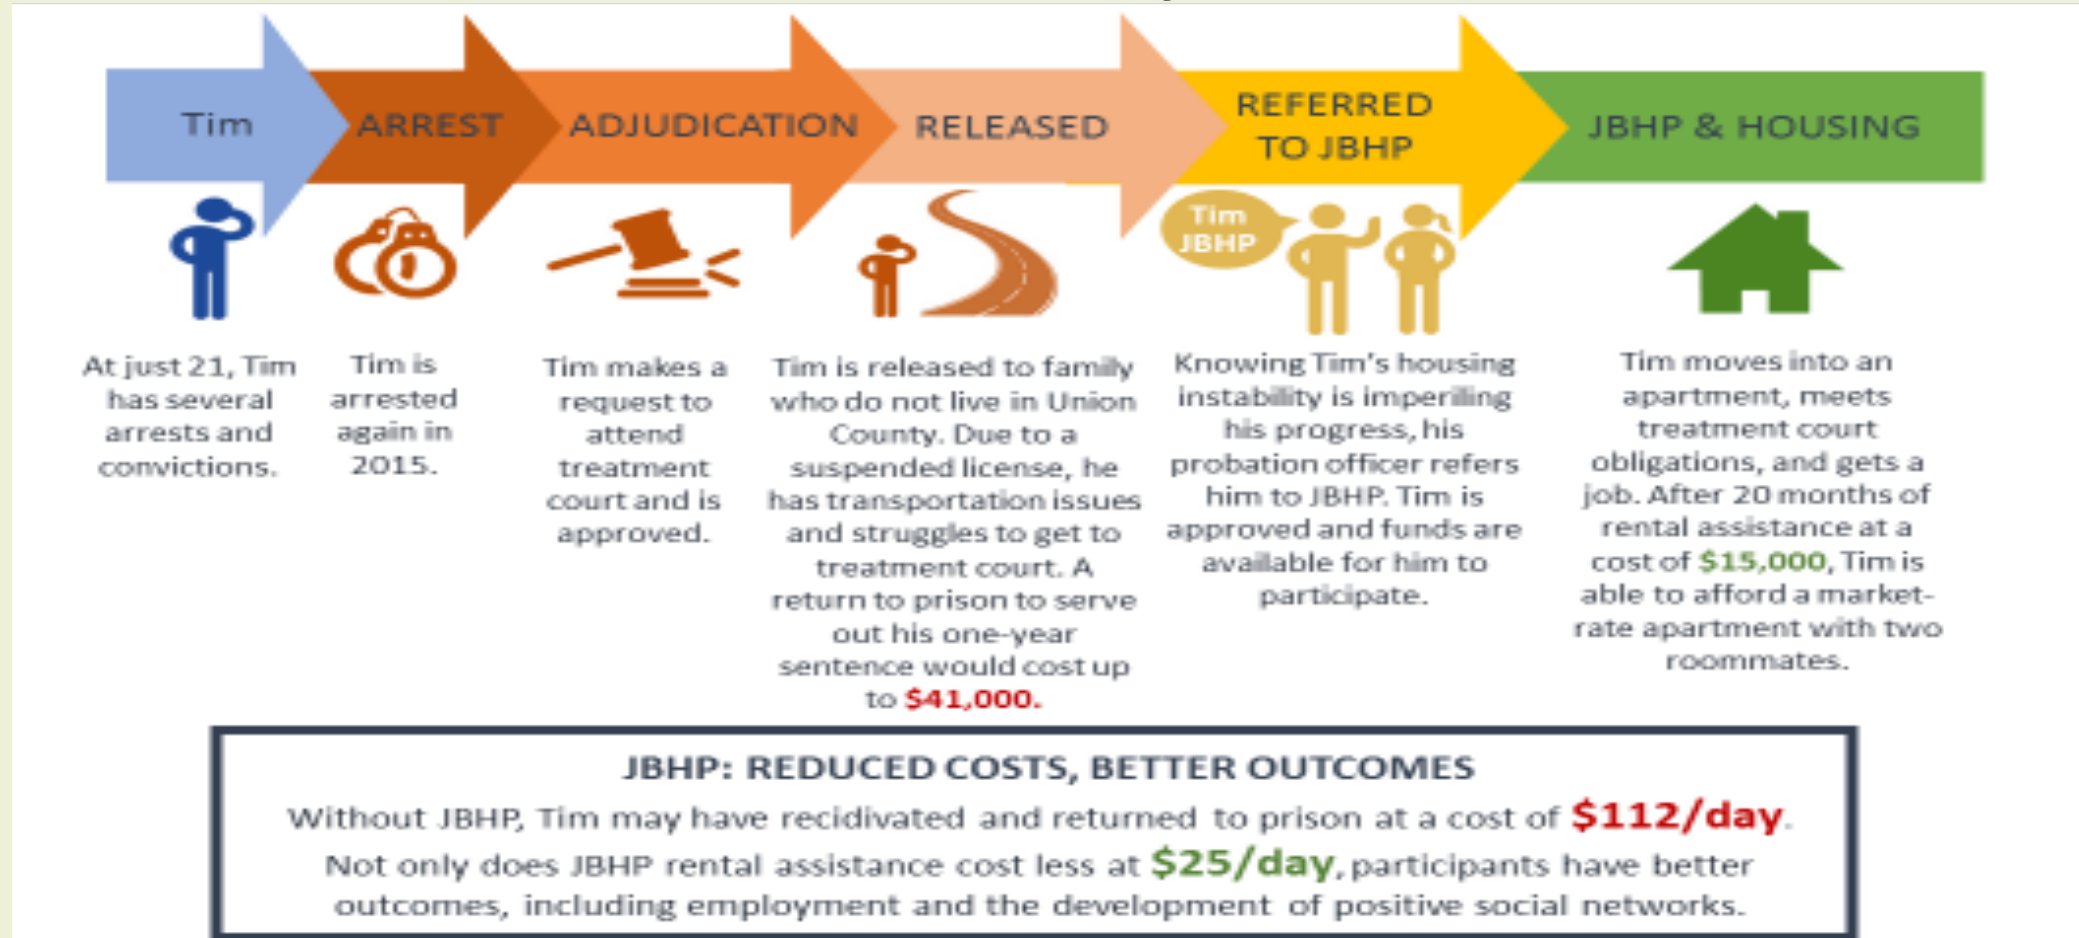 Tim
ARREST
ADJUDICATION
RELEASED
REFERRED
TO JBHP
JBHP & HOUSING
Tim
JBHP
At just 21, Tim
has several
arrests and
convictions.
Tim is
arrested
again in
2015.
Tim makes a
request to
attend
treatment
court and is
approved.
Tim is released to family
who do not live in Union
County. Due to a
suspended license, he
has transportation issues
and struggles to get to
treatment court. A
return to prison to serve
out his one-year
sentence would cost up
to $41,000.
Knowing Tim's housing
instability is imperiling
his progress, his
probation officer refers
him to JBHP. Tim is
approved and funds are
available for him to
participate.
Tim moves into an
apartment, meets
treatment court
obligations, and gets a
job. After 20 months of
rental assistance at a
cost of $15,000, Tim is
able to afford a market-
rate apartment with two
roommates.
JBHP: REDUCED COSTS, BETTER OUTCOMES
Without JBHP, Tim may have recidivated and returned to prison at a cost of $112/day.
Not only does JBHP rental assistance cost less at $25/day, participants have better
outcomes, including employment and the development of positive social networks.